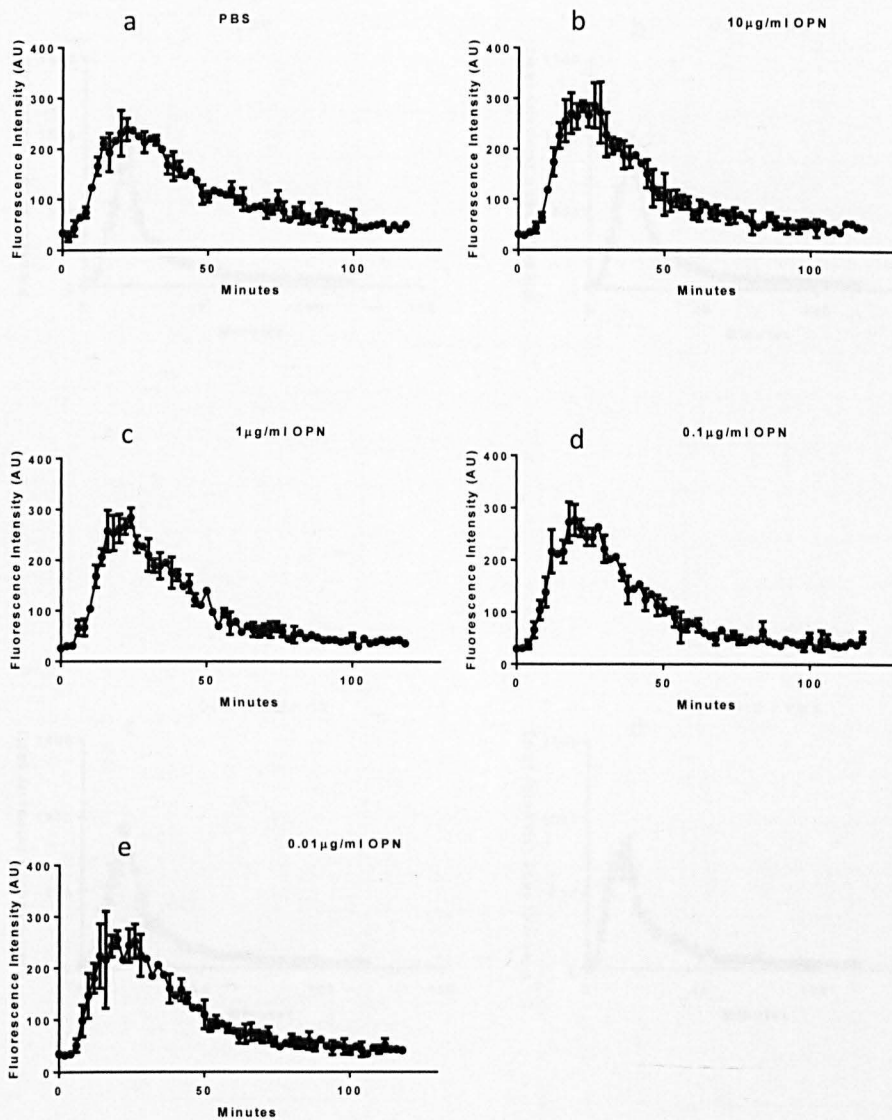 a
PBS
Fluorescence Intensity (AU)
400
300
200
100
0
0
50
100
Minutes
b
10µg/ml OPN
Fluorescence Intensity (AU)
400
300
200
100
0
0
50
100
Minutes
c
1µg/ml OPN
Fluorescence Intensity (AU)
400
300
200
100
0
0
50
100
Minutes
d
0.1µg/ml OPN
Fluorescence Intensity (AU)
400
300
200
100
0
0
50
100
Minutes
e
0.01µg/ml OPN
Fluorescence Intensity (AU)
400
300
200
100
0
0
50
100
Minutes